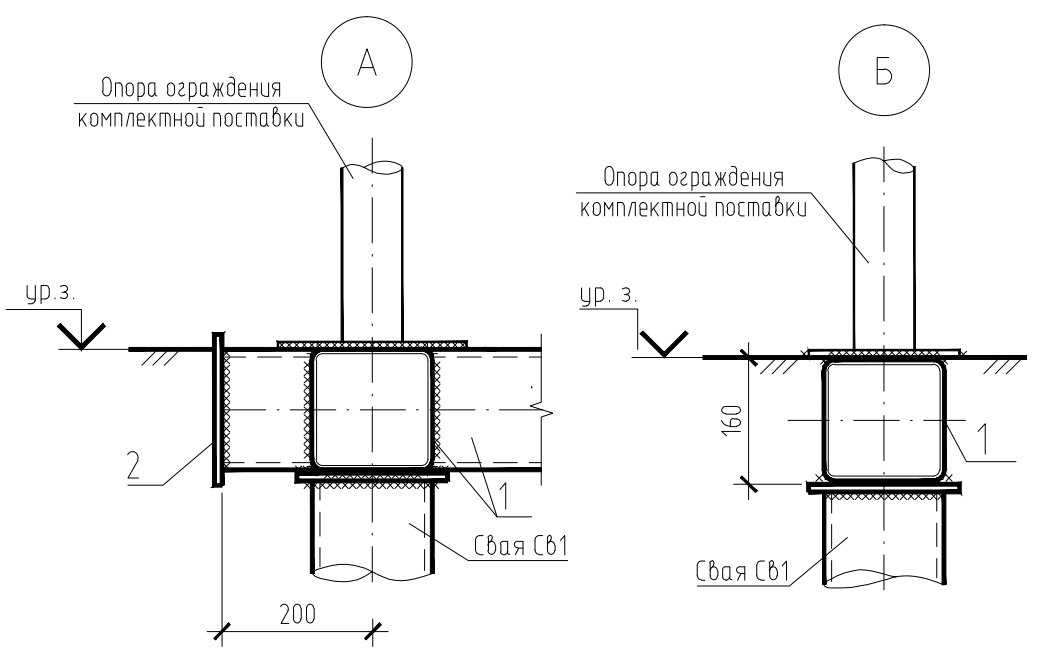 А
Опора ограждения
комплектной поставки
ур.з.
2
1
Свая Св1
200
Б
Опора ограждения
комплектной поставки
ур. з.
160
1
Свая Св1